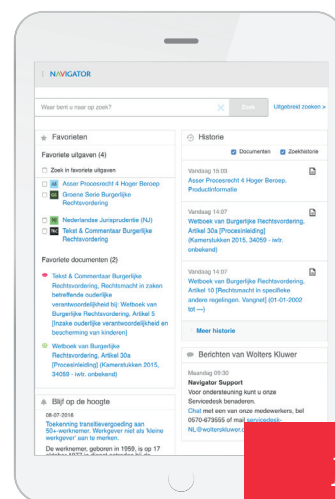 NAVIGATOR
Waar bent u naar op zoek?
Zoek
Uitgebreid zoeken »
Favorieten
Favoriete uitgaven (4)
Zoek in favoriete uitgaven
Asser Procesrecht 4 Hoger Beroep
Groene Serie Burgerlijke
Rechtsvordering
Nederlandse Jurisprudentie (NJ)
Tekst & Commentaar Burgerlijke
Rechtsvordering
Favoriete documenten (2)
Tekst & Commentaar Burgerlijke
Rechtsvordering, Rechtsmacht in zaken
betreffende ouderlijke
verantwoordelijkheid bij: Wetboek van
Burgerlijke Rechtsvordering, Artikel 5
[Inzake ouderlijke verantwoordelijkheid en
bescherming van kinderen]
Wetboek van Burgerlijke
Rechtsvordering, Artikel 30a
[Procesinleiding] (Kamerstukken 2015,
34059 - iwtr. onbekend)
Blijf op de hoogte
08-07-2016
Toekenning transitievergoeding aan
50+-werknemer. Werkgever niet als 'kleine
werkgever' aan te merken.
De werknemer, geboren in 1959, is op 17
Historie
Documenten
Zoekhistorie
Vandaag 15:03
Asser Procesrecht 4 Hoger Beroep,
Productinformatie
Vandaag 14:07
Wetboek van Burgerlijke Rechtsvordering,
Artikel 30a [Procesinleiding]
(Kamerstukken 2015, 34059 - iwtr.
onbekend)
Vandaag 14:07
Wetboek van Burgerlijke Rechtsvordering,
Artikel 10 [Rechtsmacht in specifieke
andere regelingen. Vangnet] (01-01-2002
tot ---)
Meer historie
Berichten van Wolters Kluwer
Maandag 09:30
Navigator Support
Voor ondersteuning kunt u onze
Servicedesk benaderen.
Chat met een van onze medewerkers, bel
0570-673555 of mail servicedesk-
NL@wolterskluwer.c